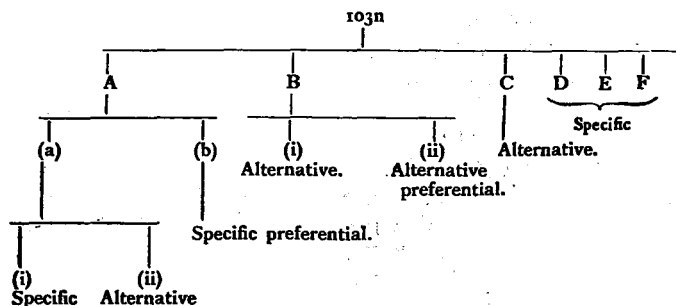 103n
A B C D E F
Specific
(a) (b) (i) (ii) Alternative.
Alternative. Alternative
preferential.
Specific preferential.
(i) (ii)
Specific Alternative